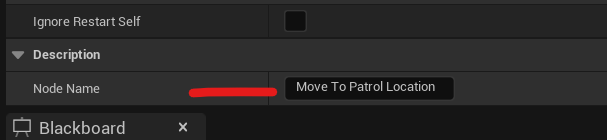 Ignore Restart Self
Description
Node Name
Move To Patrol Location
Blackboard